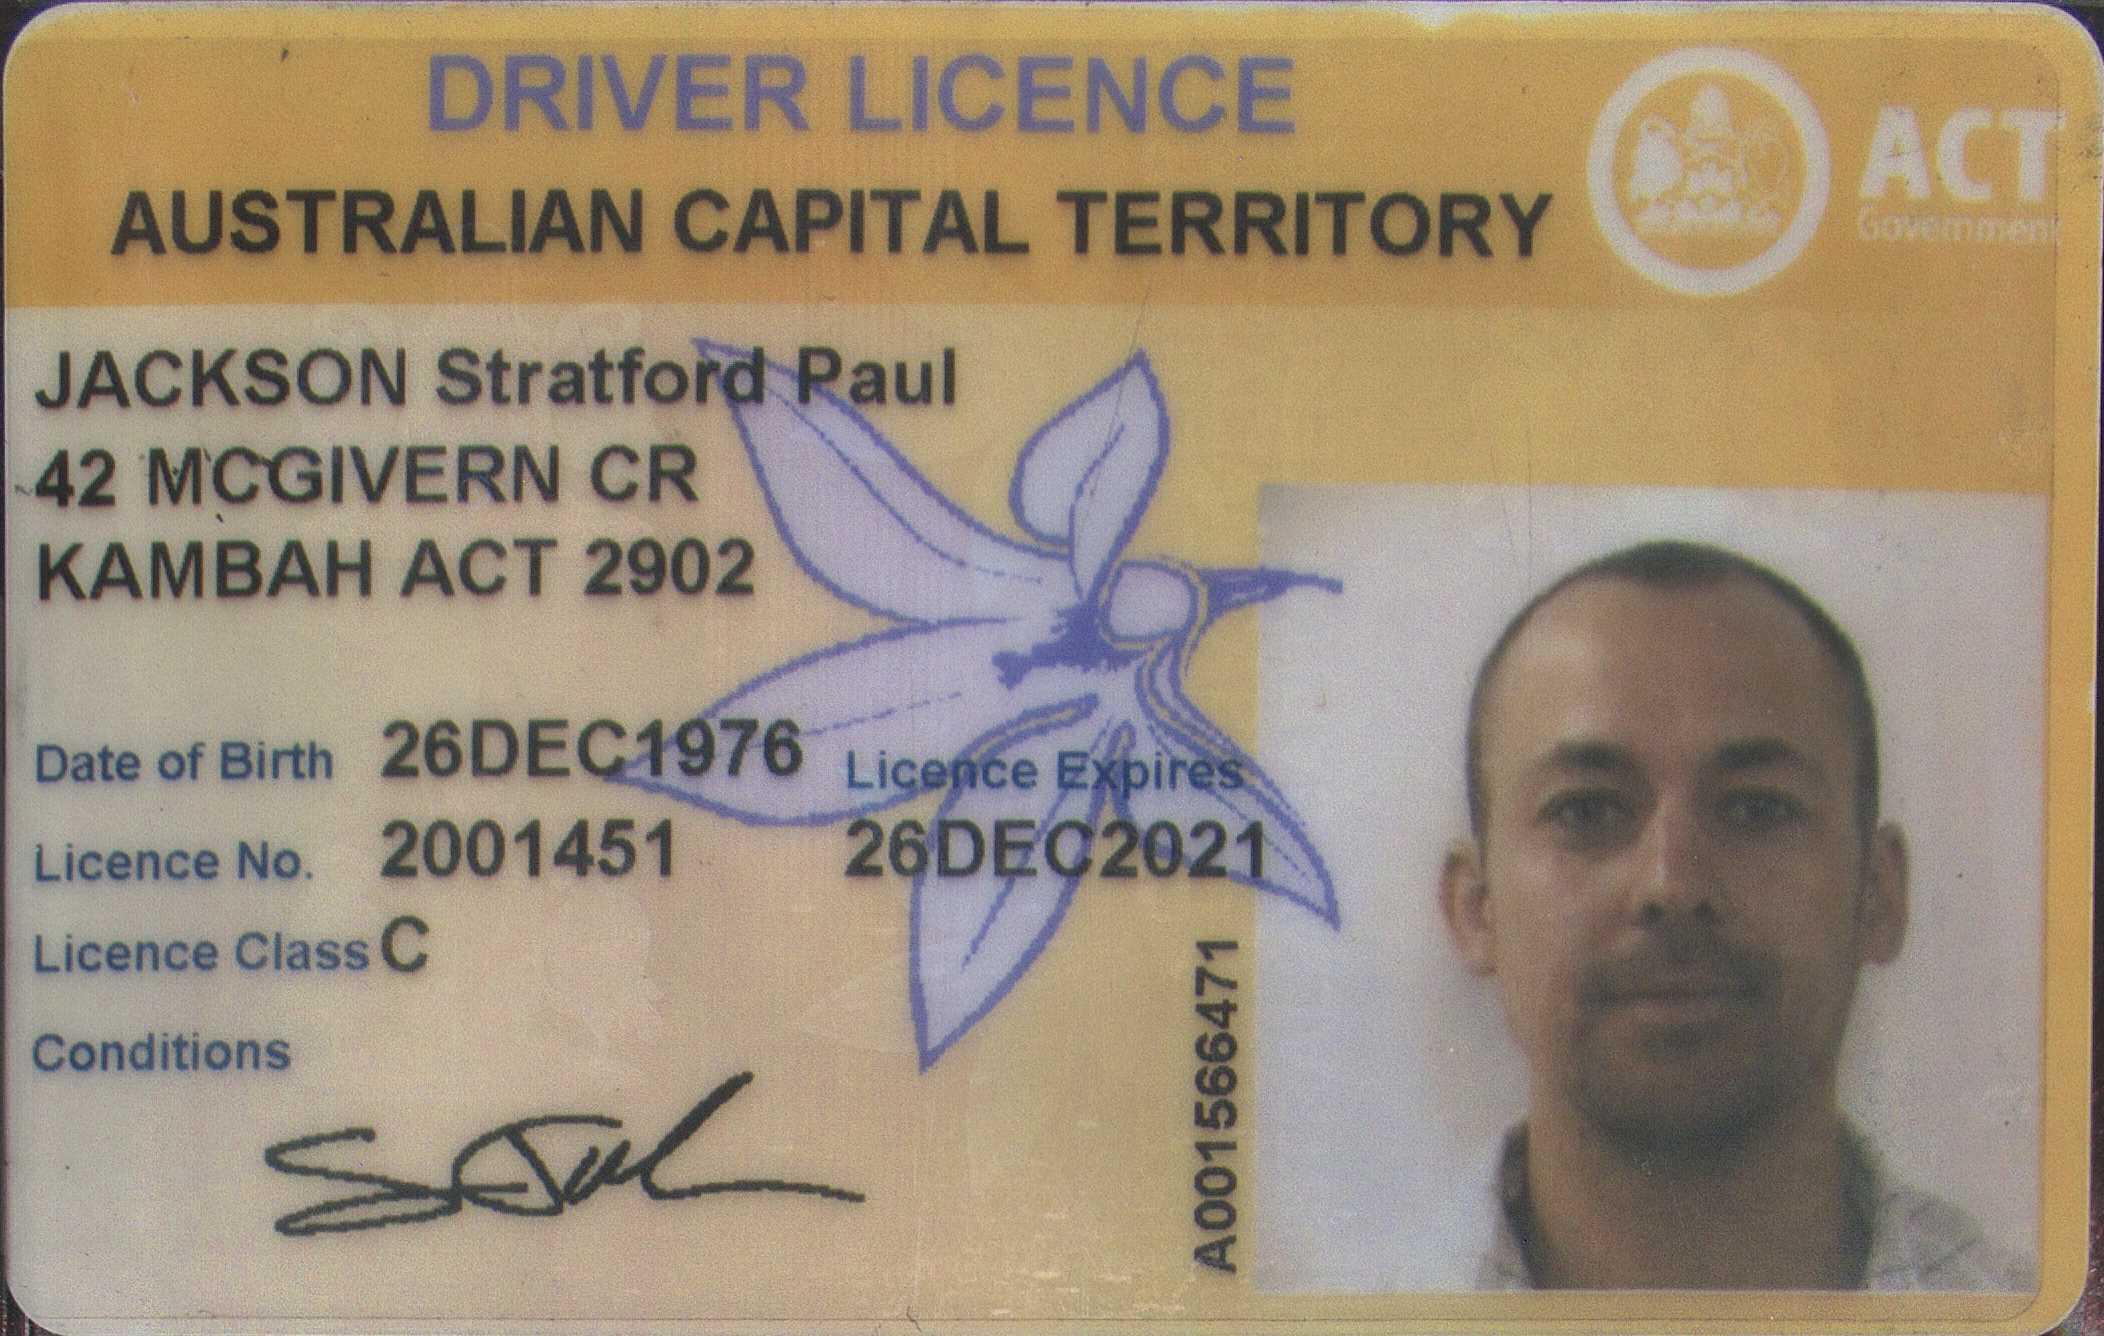 DRIVER LICENCE
AUSTRALIAN CAPITAL TERRITORY
ACT
Government
JACKSON Stratford Paul
42 MCGIVERN CR
KAMBAH ACT 2902
Date of Birth 26DEC1976
Licence Expires
Licence No. 2001451
26DEC2021
Licence Class C
Conditions
A001566471